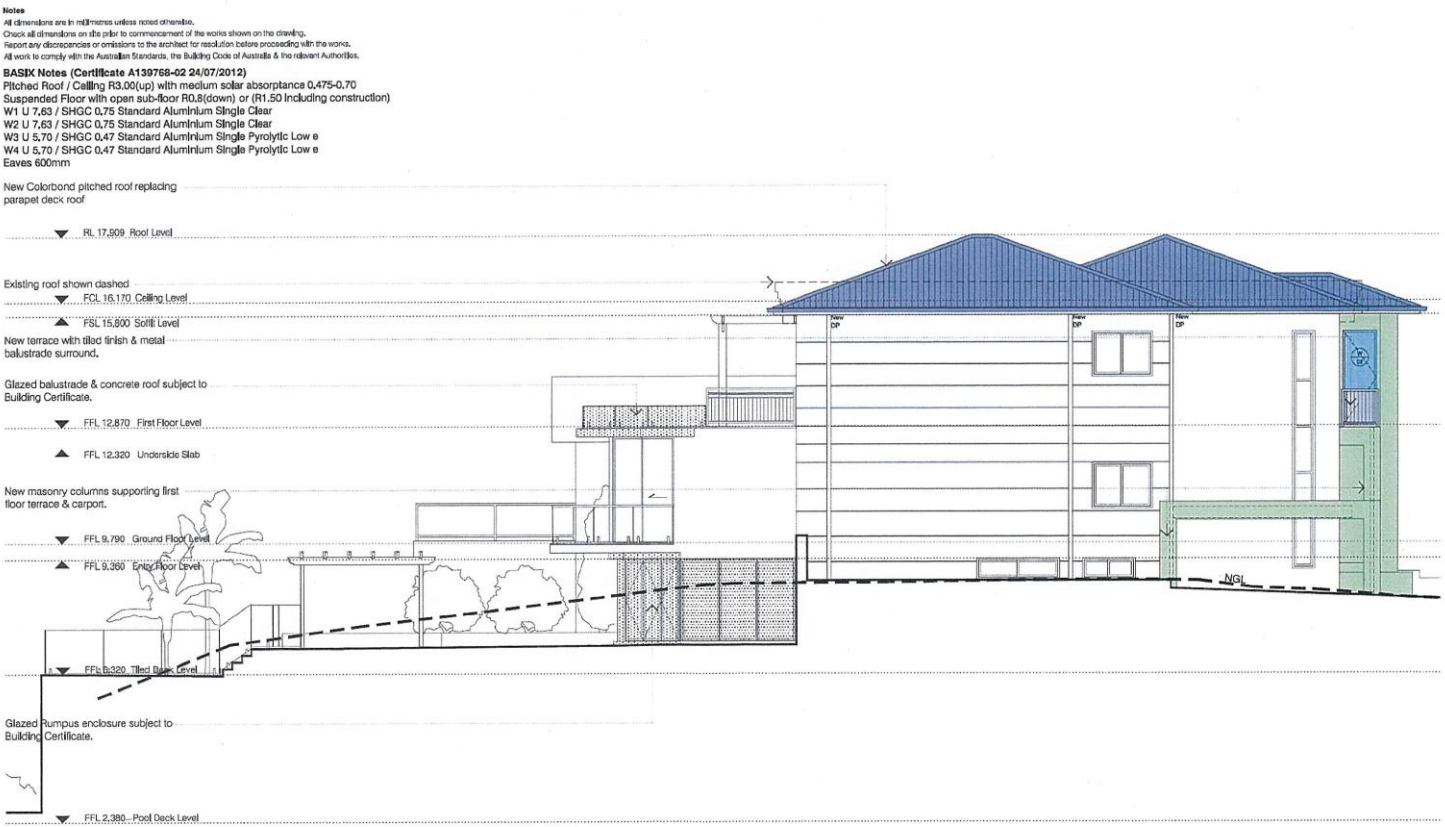 Notes
All dimensions are in millimetres unless noted otherwise.
Check all dimensions on site prior to commencement of the works shown on the drawing.
Report any discrepancies or omissions to the architect for resolution before proceeding with the works.
All work to comply with the Australian Standards, the Building Code of Australia & the relevant Authorities.
BASIX Notes (Certificate A139768-02 24/07/2012)
Pitched Roof / Ceiling R3.00(up) with medium solar absorptance 0.475-0.70
Suspended Floor with open sub-floor R0.8(down) or (R1.50 including construction)
W1 U 7.63 / SHGC 0.75 Standard Aluminium Single Clear
W2 U 7.63 / SHGC 0.75 Standard Aluminium Single Clear
W3 U 5.70 / SHGC 0.47 Standard Aluminium Single Pyrolytic Low e
W4 U 5.70 / SHGC 0.47 Standard Aluminium Single Pyrolytic Low e
Eaves 600mm
New Colorbond pitched roof replacing
parapet deck roof
RL 17.909 Roof Level
Existing roof shown dashed
FCL 16.170 Ceiling Level
FSL 15.800 Soffit Level
New
DP
New
DP
New
DP
New terrace with tiled finish & metal
balustrade surround.
Glazed balustrade & concrete roof subject to
Building Certificate.
FFL 12.870 First Floor Level
FFL 12.320 Underside Slab
New masonry columns supporting first
floor terrace & carport.
FFL 9.790 Ground Floor Level
FFL 9.360 Entry Floor Level
NGL
FFL 320 Tiled Deck Level
Glazed Rumpus enclosure subject to
Building Certificate.
FFL 2.380 Pool Deck Level